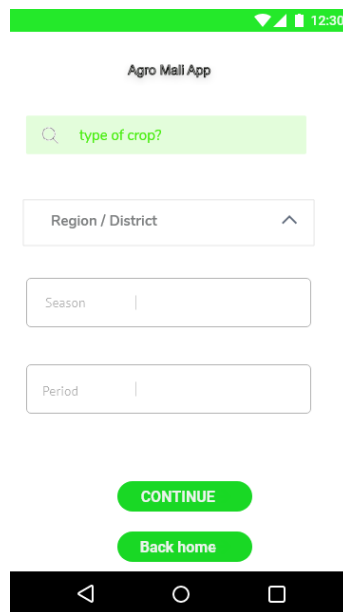 12:30
Agro Mali App
type of crop?
Region / District
Season
Period
CONTINUE
Back home